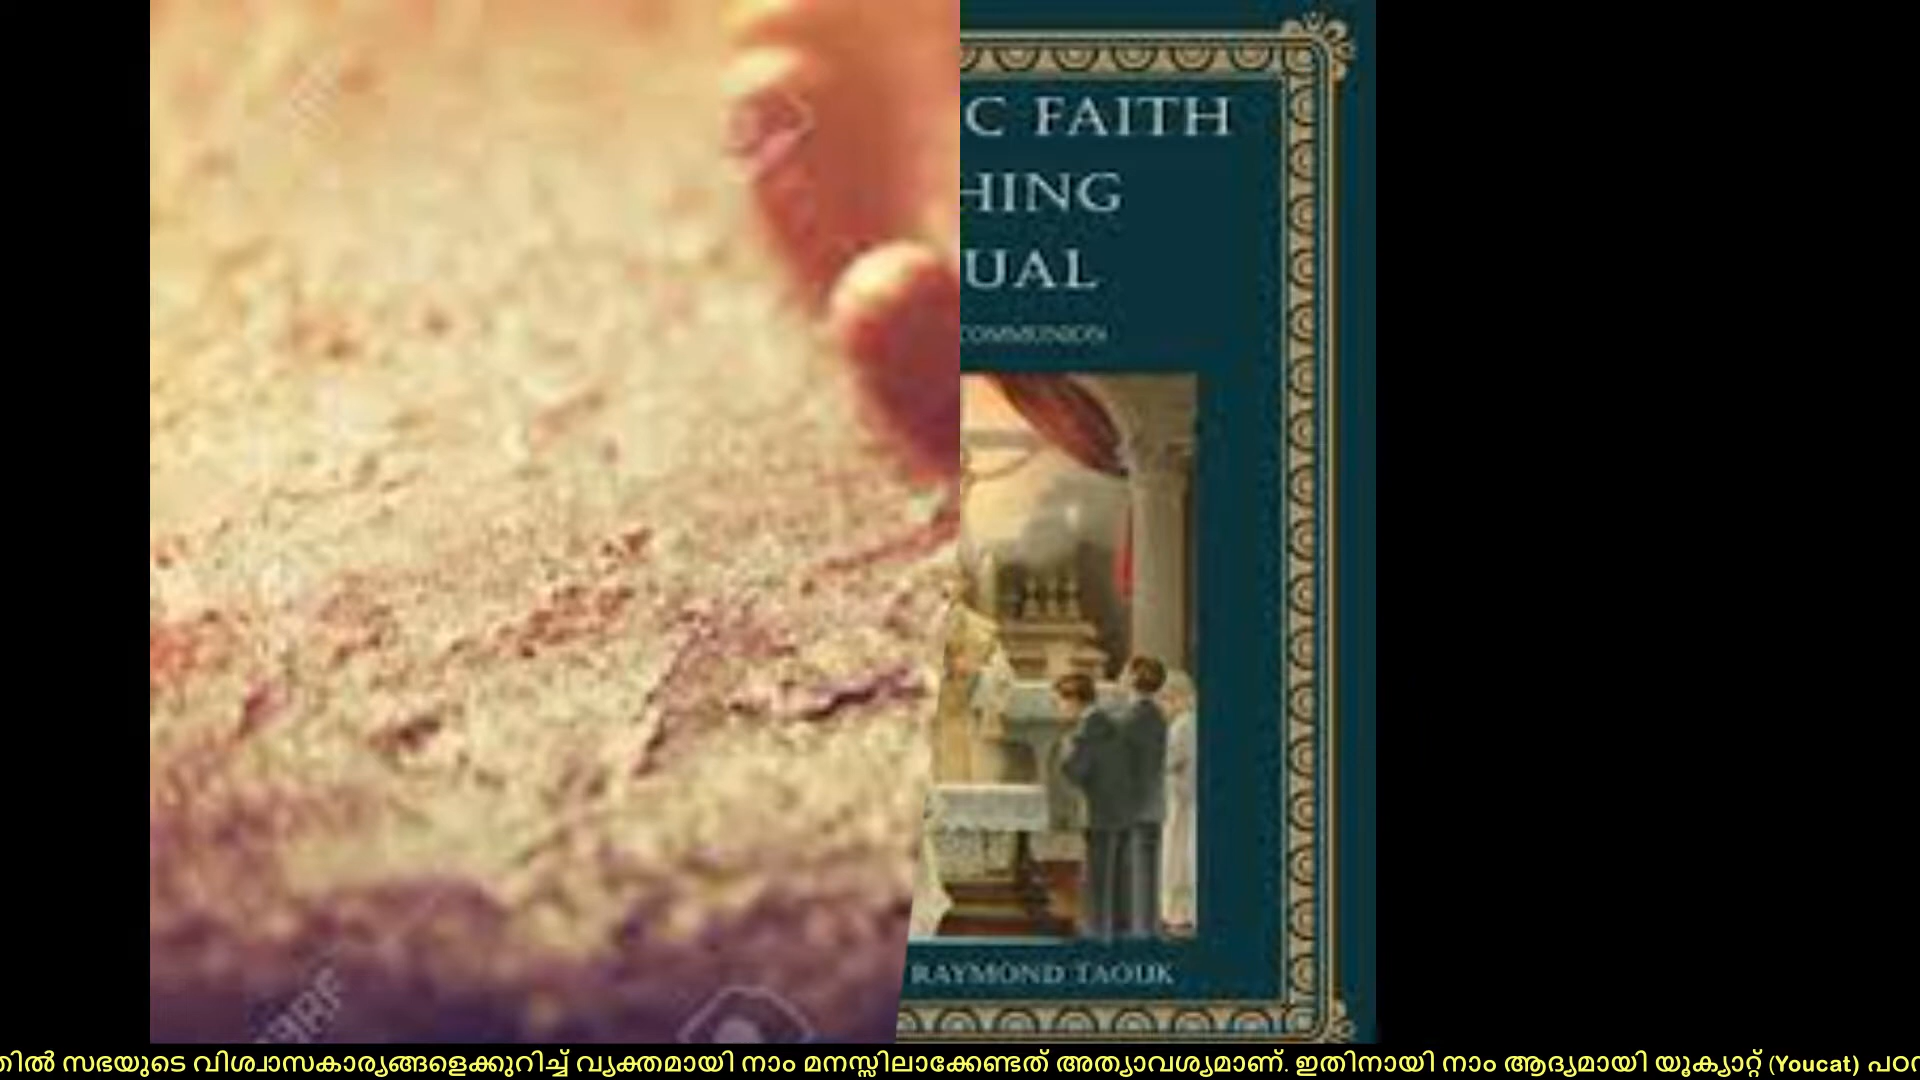 C FAITH
HING
UAL
COMMUNION
RAYMOND TAOUK
തിൽ സഭയുടെ വിശ്വാസകാര്യങ്ങളെക്കുറിച്ച് വ്യക്തമായി നാം മനസ്സിലാക്കേണ്ടത് അത്യാവശ്യമാണ്. ഇതിനായി നാം ആദ്യമായി യൂക്യാറ്റ് (Youcat) പഠന